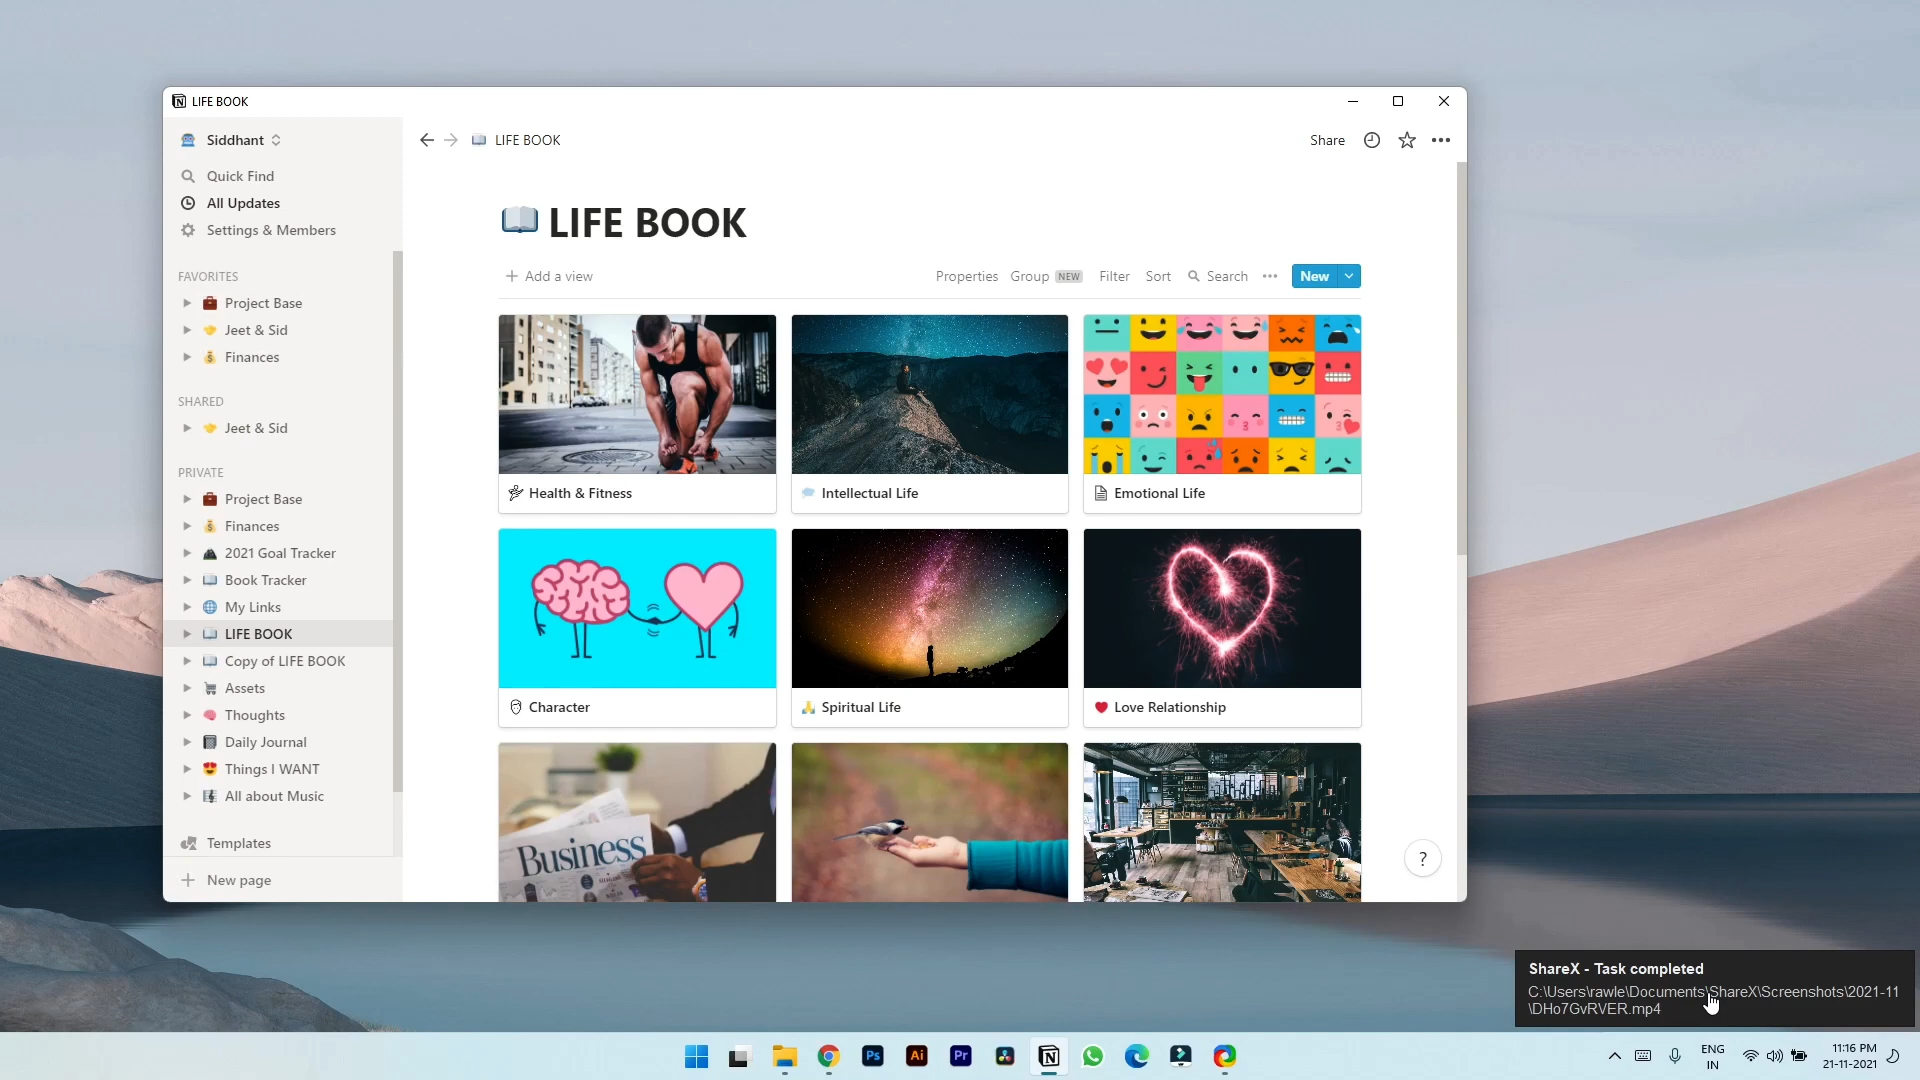 LIFE BOOK
Siddhant
Quick Find
All Updates
Settings & Members
FAVORITES
Project Base
Jeet & Sid
Finances
SHARED
Jeet & Sid
PRIVATE
Project Base
Finances
2021 Goal Tracker
Book Tracker
My Links
LIFE BOOK
Copy of LIFE BOOK
Assets
Thoughts
Daily Journal
Things I WANT
All about Music
Templates
New page
LIFE BOOK
Share
LIFE BOOK
Add a view
Properties Group NEW Filter Sort Search New
Health & Fitness
Intellectual Life
Emotional Life
Character
Spiritual Life
Love Relationship
Business
?
ShareX - Task completed
C:\Users\rawle\Documents\ShareX\Screenshots\2021-11
\DHo7GvRVER.mp4
Ps Ai Pr
ENG
IN
11:16 PM
21-11-2021